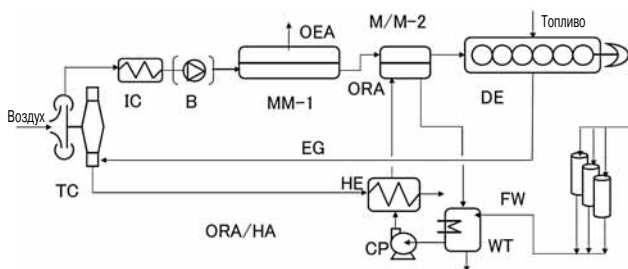 Топливо
OEA
M/M-2
IC
B
MM-1
ORA
DE
Воздух
EG
TC
HE
FW
ORA/HA
CP
WT